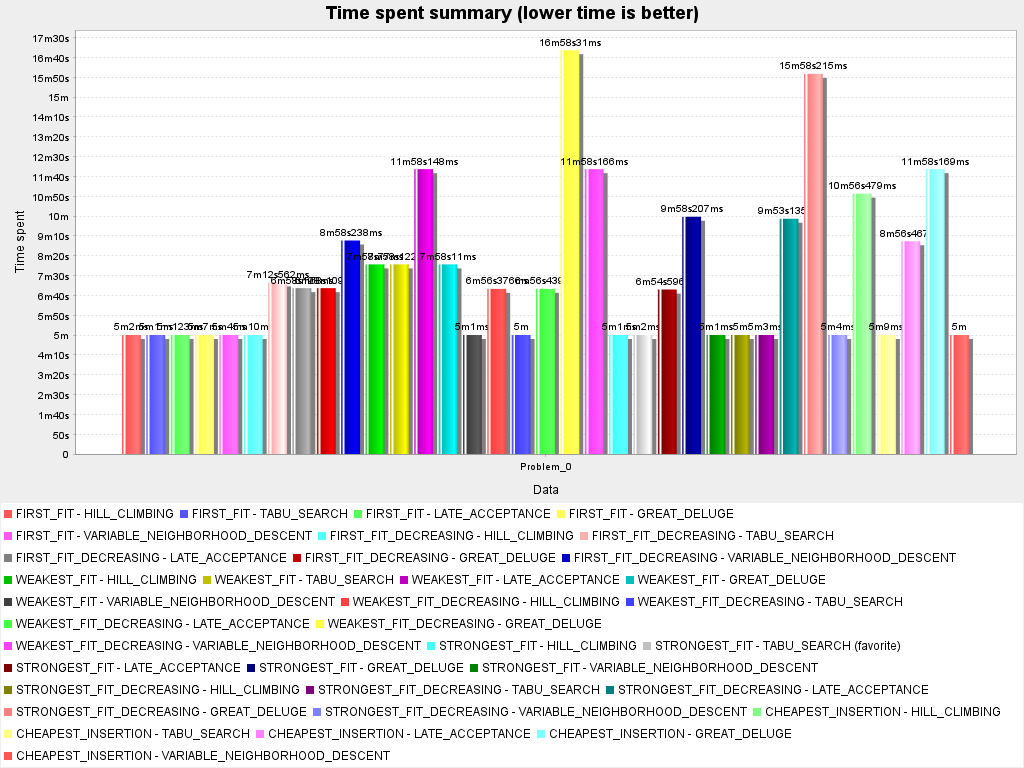 Time spent summary (lower time is better)
17m30s
16m40s
15m50s
15m
14m10s
13m20s
12m30s
11m40s
10m50s
10m
9m10s
8m20s
7m30s
6m40s
5m50s
5m
4m10s
3m20s
2m30s
1m40s
50s
0
Time spent
16m58s31ms
15m58s215ms
11m58s148ms
11m58s166ms
11m58s169ms
10m56s479ms
9m58s207ms
9m53s135
8m58s238ms
8m56s467
7m58s11ms
7m12s562ms
6m56s376ms
6m56s439
6m54s596
5m2ms
5m10ms
5m1ms
5m
5m1ms
5m2ms
5m1ms
5m
5m3ms
5m4ms
5m9ms
5m
Problem_0
Data
FIRST_FIT - HILL_CLIMBING FIRST_FIT - TABU_SEARCH FIRST_FIT - LATE_ACCEPTANCE FIRST_FIT - GREAT_DELUGE
FIRST_FIT - VARIABLE_NEIGHBORHOOD_DESCENT FIRST_FIT_DECREASING - HILL_CLIMBING FIRST_FIT_DECREASING - TABU_SEARCH
FIRST_FIT_DECREASING - LATE_ACCEPTANCE FIRST_FIT_DECREASING - GREAT_DELUGE FIRST_FIT_DECREASING - VARIABLE_NEIGHBORHOOD_DESCENT
WEAKEST_FIT - HILL_CLIMBING WEAKEST_FIT - TABU_SEARCH WEAKEST_FIT - LATE_ACCEPTANCE WEAKEST_FIT - GREAT_DELUGE
WEAKEST_FIT - VARIABLE_NEIGHBORHOOD_DESCENT WEAKEST_FIT_DECREASING - HILL_CLIMBING WEAKEST_FIT_DECREASING - TABU_SEARCH
WEAKEST_FIT_DECREASING - LATE_ACCEPTANCE WEAKEST_FIT_DECREASING - GREAT_DELUGE
WEAKEST_FIT_DECREASING - VARIABLE_NEIGHBORHOOD_DESCENT STRONGEST_FIT - HILL_CLIMBING STRONGEST_FIT - TABU_SEARCH (favorite)
STRONGEST_FIT - LATE_ACCEPTANCE STRONGEST_FIT - GREAT_DELUGE STRONGEST_FIT - VARIABLE_NEIGHBORHOOD_DESCENT
STRONGEST_FIT_DECREASING - HILL_CLIMBING STRONGEST_FIT_DECREASING - TABU_SEARCH STRONGEST_FIT_DECREASING - LATE_ACCEPTANCE
STRONGEST_FIT_DECREASING - GREAT_DELUGE STRONGEST_FIT_DECREASING - VARIABLE_NEIGHBORHOOD_DESCENT CHEAPEST_INSERTION - HILL_CLIMBING
CHEAPEST_INSERTION - TABU_SEARCH CHEAPEST_INSERTION - LATE_ACCEPTANCE CHEAPEST_INSERTION - GREAT_DELUGE
CHEAPEST_INSERTION - VARIABLE_NEIGHBORHOOD_DESCENT